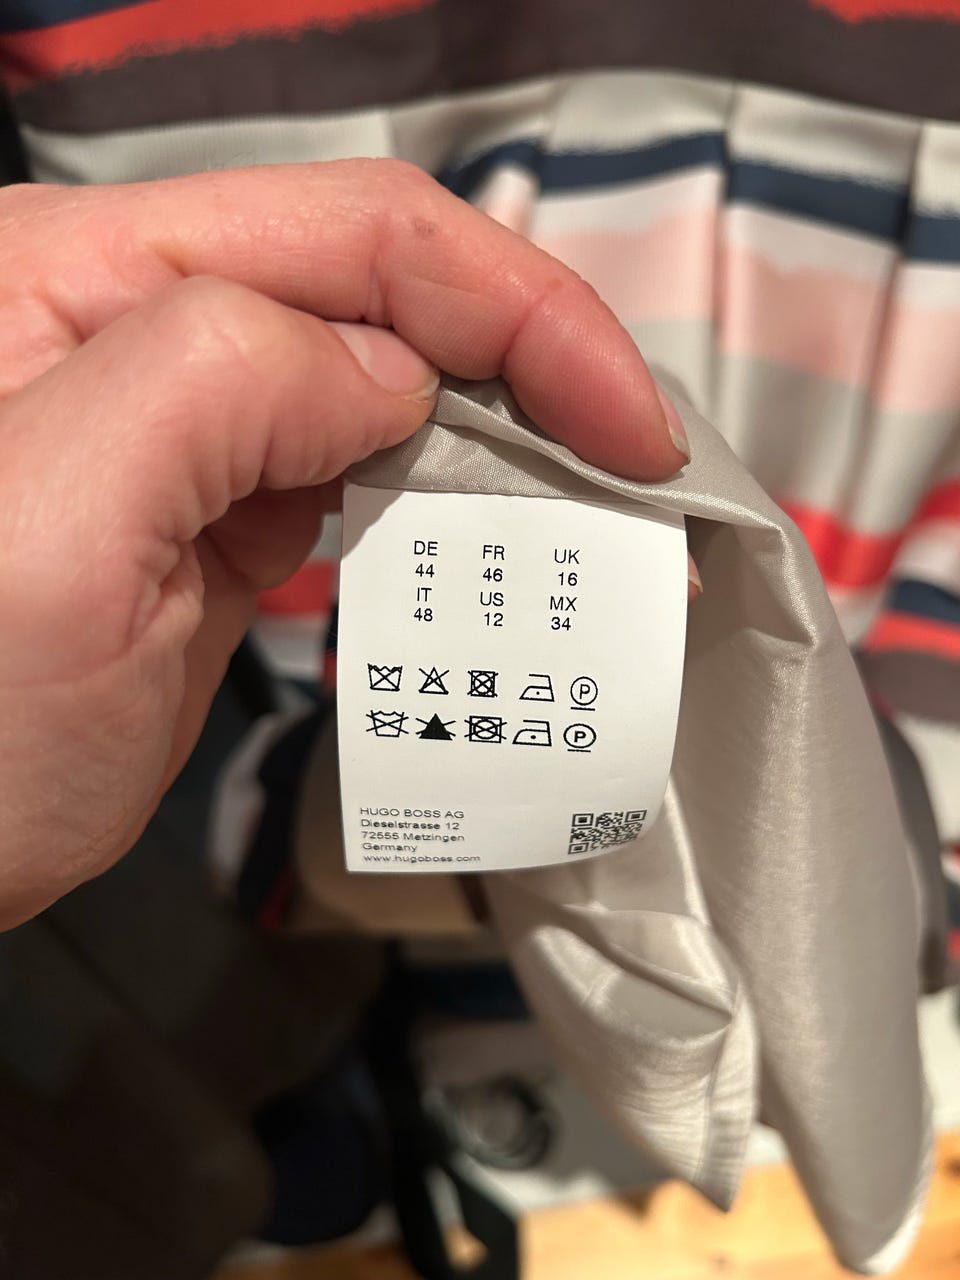 DE FR UK
44 46 16
IT US MX
48 12 34
P
P
HUGO BOSS AG
Dieselstrasse 12
72555 Metzingen
Germany
www.hugoboss.com